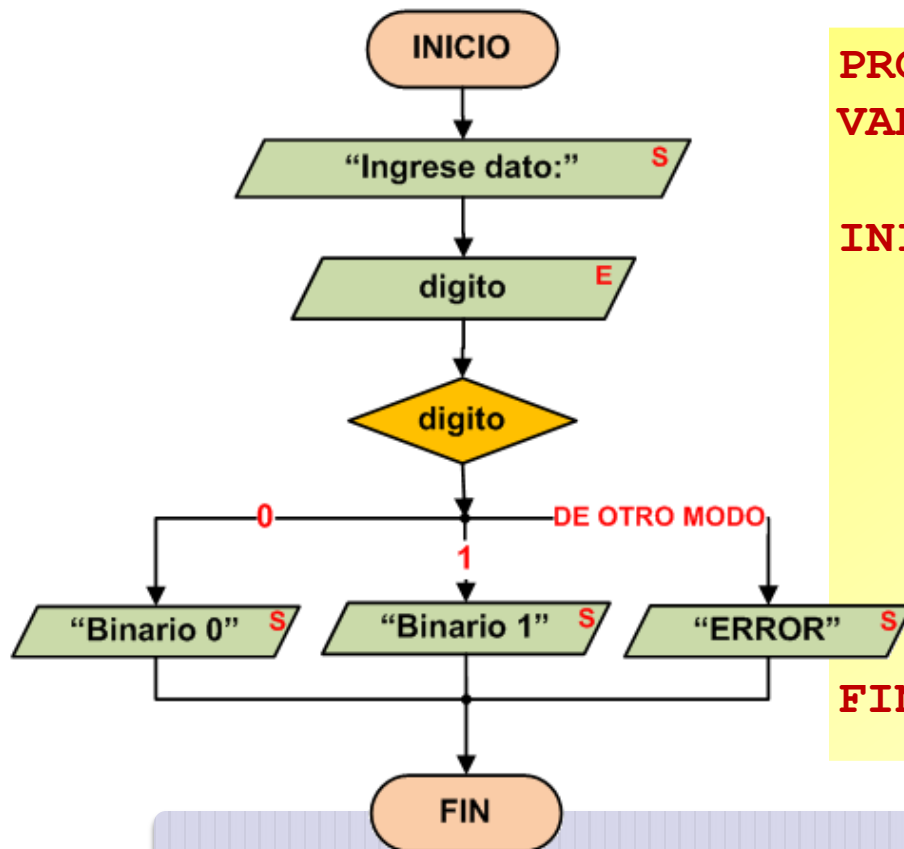 INICIO
“Ingrese dato:” S
digito E
digito
0
DE OTRO MODO
1
“Binario 0” S
“Binario 1” S
“ERROR” S
FIN